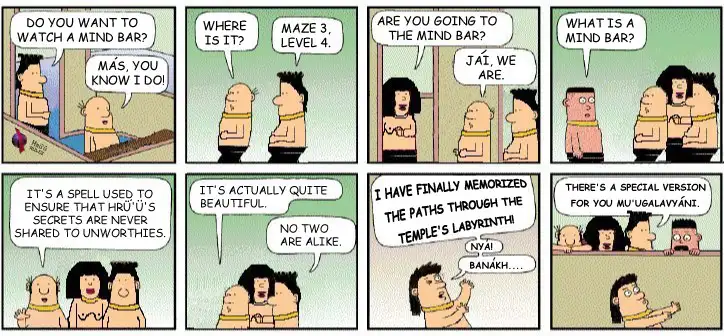 DO YOU WANT TO
WATCH A MIND BAR?
MÁS, YOU
KNOW I DO!
WHERE
IS IT?
MAZE 3,
LEVEL 4.
ARE YOU GOING TO
THE MIND BAR?
JAÍ, WE
ARE.
WHAT IS A
MIND BAR?
IT'S A SPELL USED TO
ENSURE THAT HRǗ'Ǘ'S
SECRETS ARE NEVER
SHARED TO UNWORTHIES.
IT'S ACTUALLY QUITE
BEAUTIFUL.
NO TWO
ARE ALIKE.
I HAVE FINALLY MEMORIZED
THE PATHS THROUGH THE
TEMPLE'S LABYRINTH!
NYÁ!
BANÁKH....
THERE'S A SPECIAL VERSION
FOR YOU MU'UGALAVYÁNI.